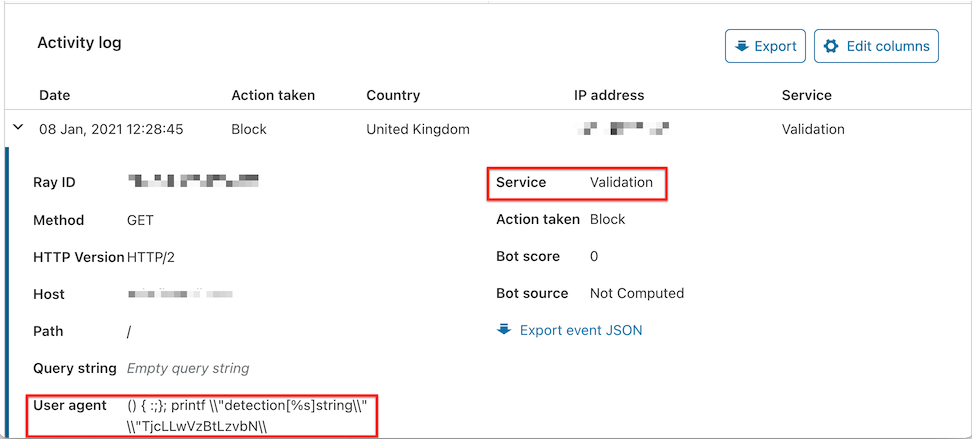 Activity log
Export
Edit columns
Date Action taken Country IP address Service
08 Jan, 2021 12:28:45 Block United Kingdom Validation
Ray ID
Service Validation
Method GET
Action taken Block
HTTP Version HTTP/2
Bot score 0
Host
Bot source Not Computed
Path /
Export event JSON
Query string Empty query string
User agent () { :;}; printf \\"detection[%s]string\\"
\\"TjcLLwVzBtLzvbN\\